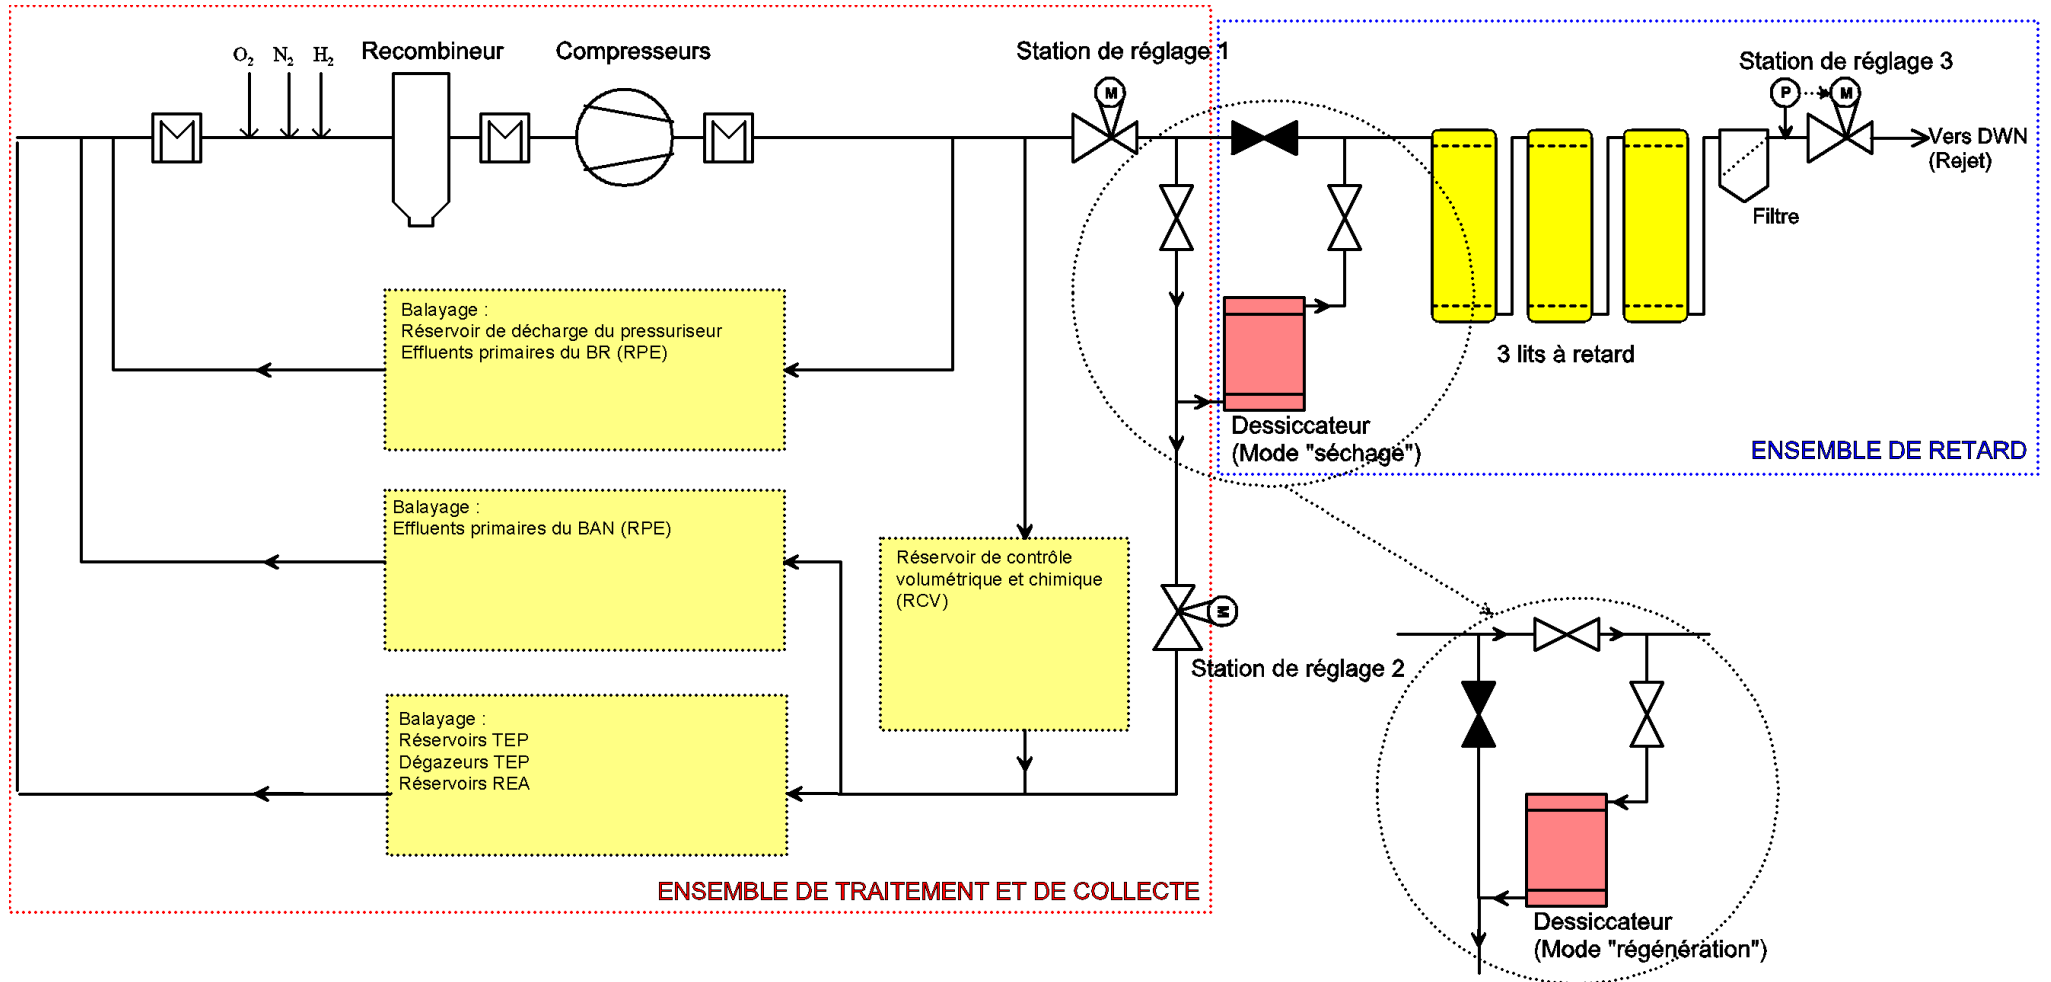 O2 N2 H2
Recombineur
Compresseurs
Station de réglage 1
M
Station de réglage 3
P
M
Vers DWN
(Rejet)
Filtre
3 lits à retard
Dessiccateur
(Mode "séchage")
ENSEMBLE DE RETARD
Balayage :
Réservoir de décharge du pressuriseur
Effluents primaires du BR (RPE)
Balayage :
Effluents primaires du BAN (RPE)
Réservoir de contrôle
volumétrique et chimique
(RCV)
M
Station de réglage 2
Balayage :
Réservoirs TEP
Dégazeurs TEP
Réservoirs REA
ENSEMBLE DE TRAITEMENT ET DE COLLECTE
Dessiccateur
(Mode "régénération")